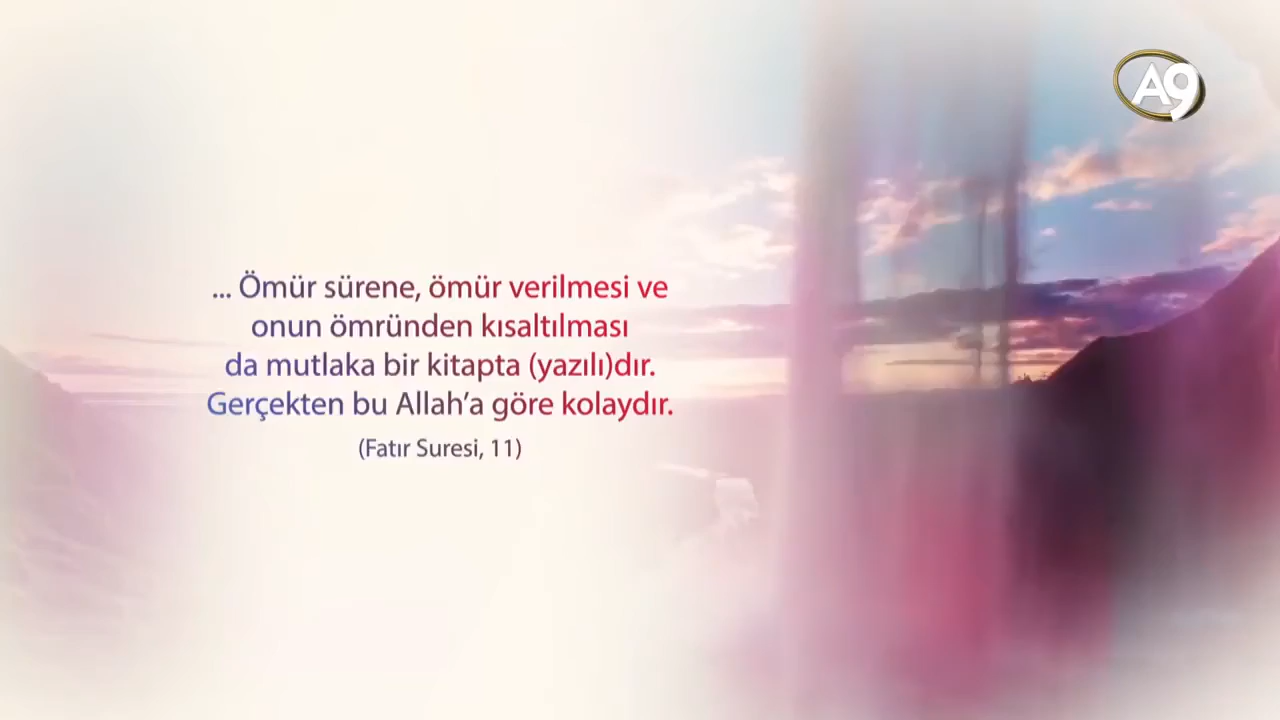 A9
... Ömür sürene, ömür verilmesi ve
onun ömründen kısaltılması
da mutlaka bir kitapta (yazılı)dır.
Gerçekten bu Allah’a göre kolaydır.
(Fatır Suresi, 11)